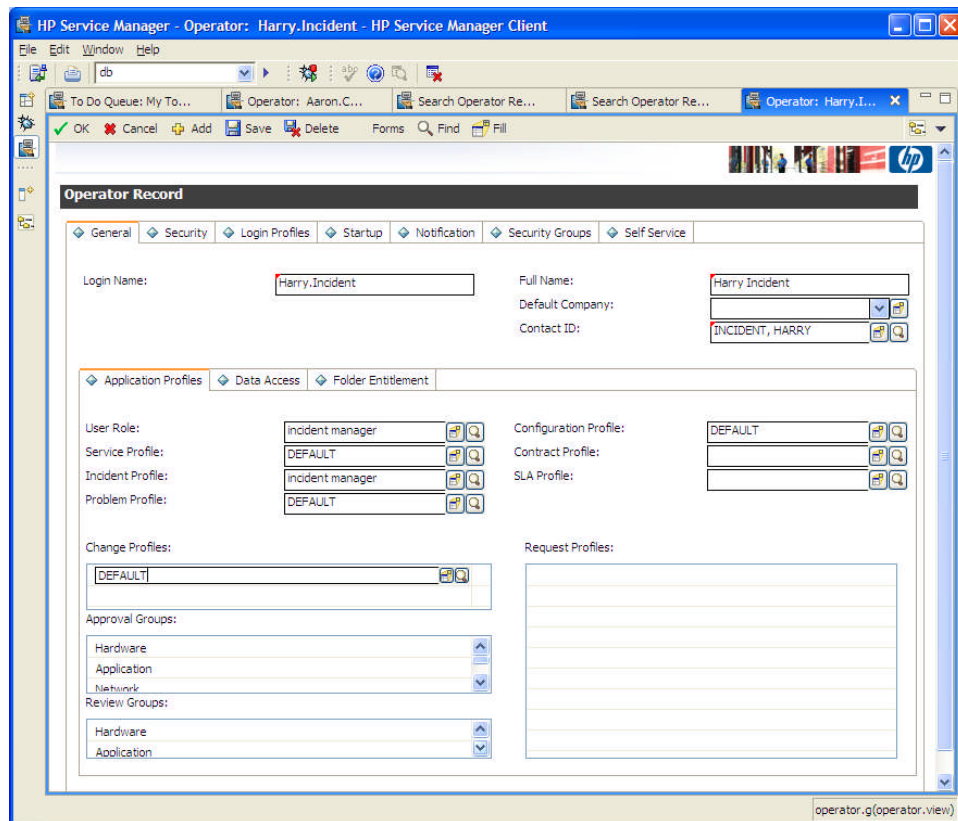 HP Service Manager - Operator: Harry.Incident - HP Service Manager Client
File Edit Window Help
db
To Do Queue: My To... Operator: Aaron.C... Search Operator Re... Search Operator Re... Operator: Harry.I...
OK Cancel Add Save Delete Forms Find Fill
hp
Operator Record
General Security Login Profiles Startup Notification Security Groups Self Service
Login Name: Harry.Incident Full Name: Harry Incident
Default Company:
Contact ID: INCIDENT, HARRY
Application Profiles Data Access Folder Entitlement
User Role: incident manager Configuration Profile: DEFAULT
Service Profile: DEFAULT Contract Profile:
Incident Profile: incident manager SLA Profile:
Problem Profile: DEFAULT
Change Profiles: Request Profiles:
DEFAULT
Approval Groups:
Hardware
Application
Network
Review Groups:
Hardware
Application
operator.g(operator.view)